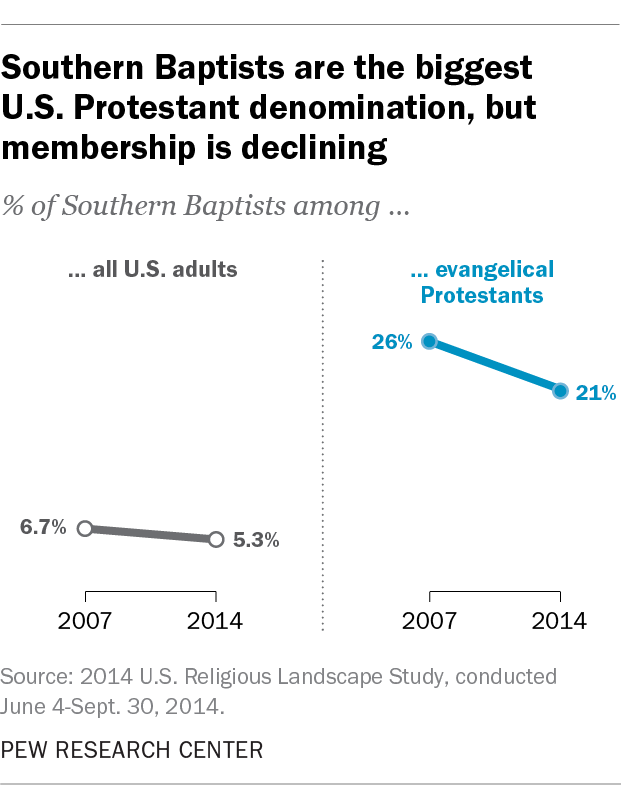 Southern Baptists are the biggest
U.S. Protestant denomination, but
membership is declining
% of Southern Baptists among ...
... all U.S. adults
6.7%
5.3%
2007
2014
... evangelical
Protestants
26%
21%
2007
2014
Source: 2014 U.S. Religious Landscape Study, conducted
June 4-Sept. 30, 2014.
PEW RESEARCH CENTER